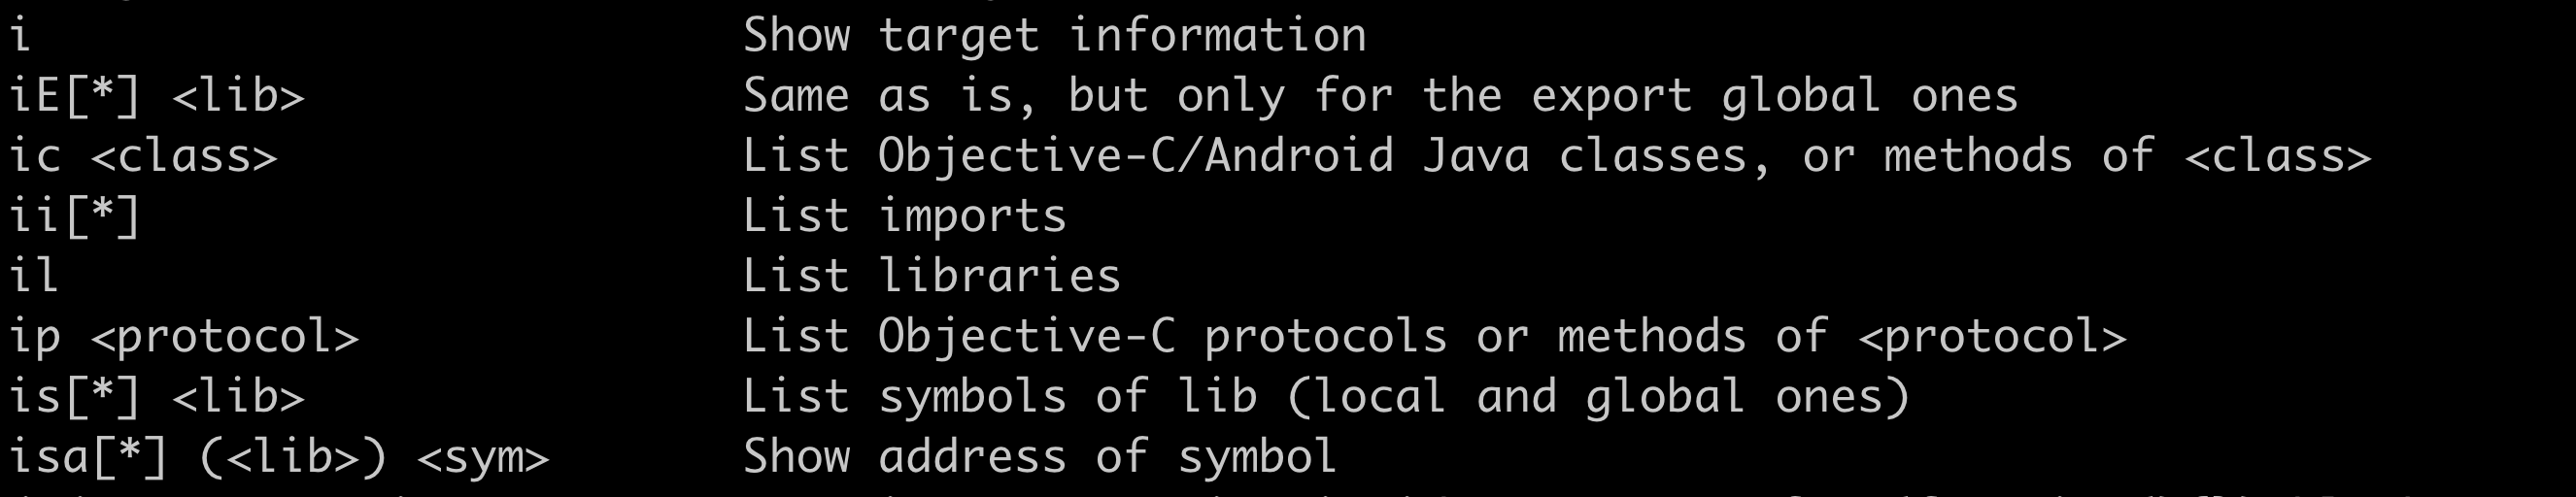 i Show target information
iE[*] <lib> Same as is, but only for the export global ones
ic <class> List Objective-C/Android Java classes, or methods of <class>
ii[*] List imports
il List libraries
ip <protocol> List Objective-C protocols or methods of <protocol>
is[*] <lib> List symbols of lib (local and global ones)
isa[*] (<lib>) <sym> Show address of symbol